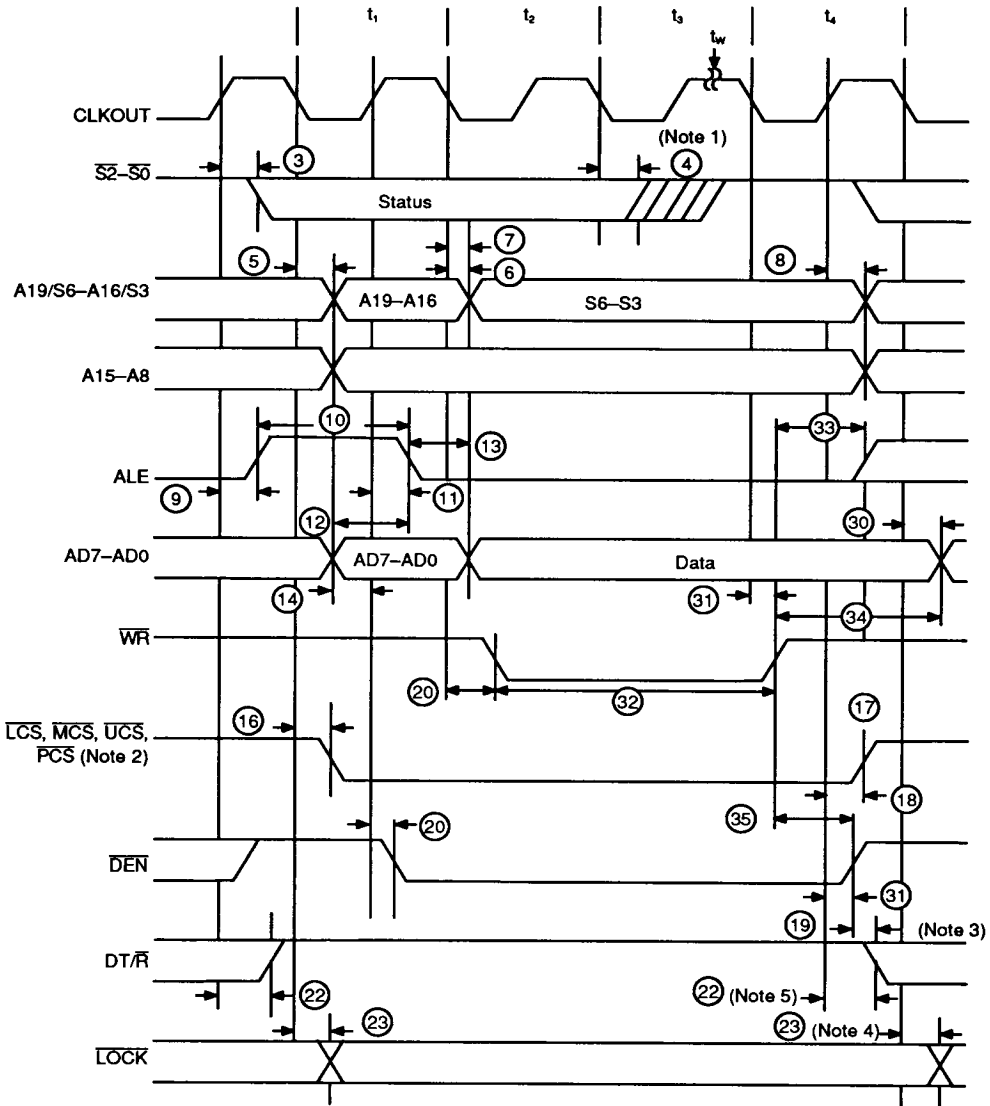 t1 t2 t3 t4
tw
CLKOUT
(Note 1)
3 4
S2–S0
Status
7
5 6 8
A19/S6–A16/S3 A19–A16 S6–S3
A15–A8
10 13 33
ALE
9 11
12 30
AD7–AD0 AD7–AD0 Data
14 31 34
WR
20 32
16 17
LCS, MCS, UCS,
PCS (Note 2)
18
20 35
DEN
31
19 (Note 3)
DT/R
22 22 (Note 5)
23 23 (Note 4)
LOCK